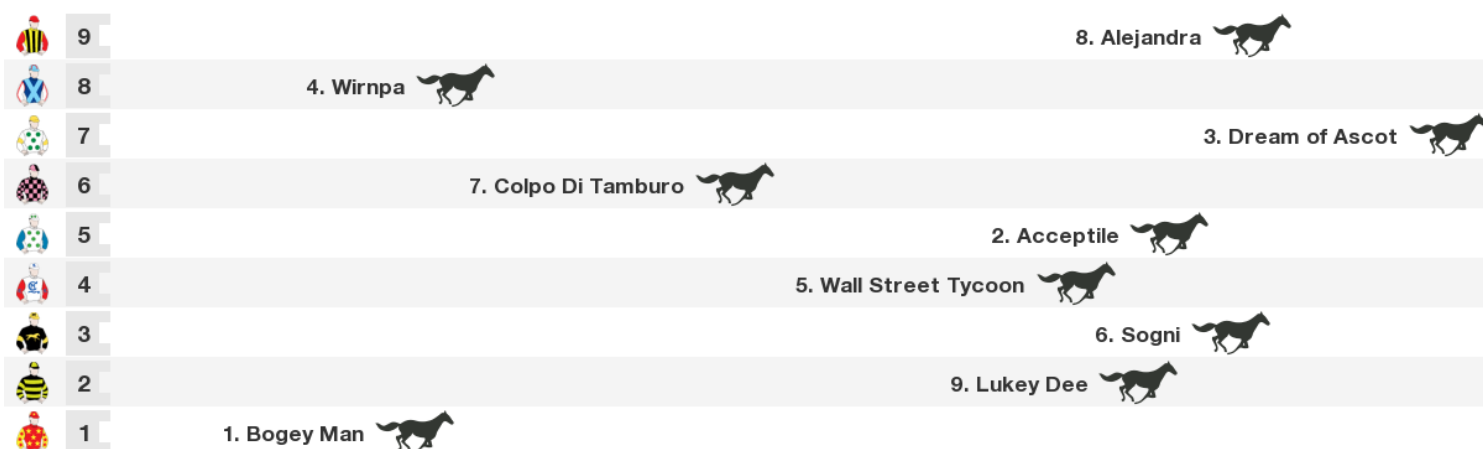 9 8. Alejandra
8 4. Wirnpa
7 3. Dream of Ascot
6 7. Colpo Di Tamburo
5 2. Acceptile
4 5. Wall Street Tycoon
3 6. Sogni
2 9. Lukey Dee
1 1. Bogey Man